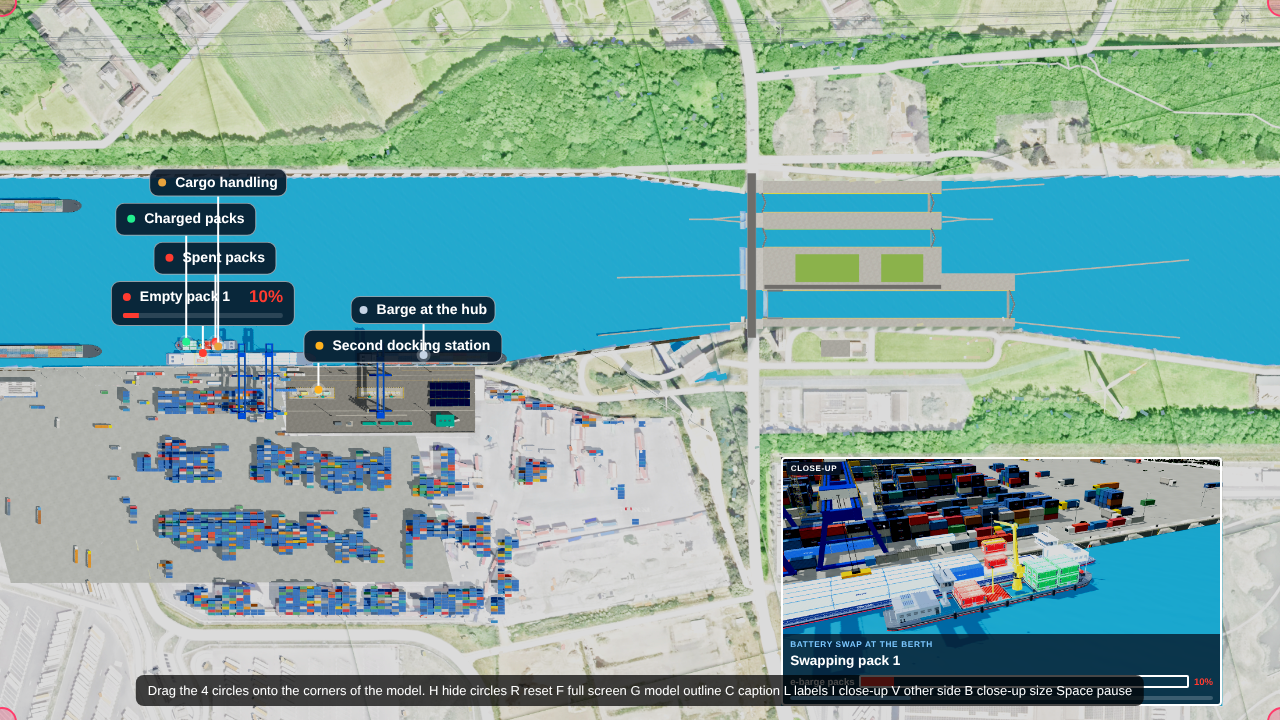 Cargo handling
Charged packs
Spent packs
Empty pack 1 10%
Barge at the hub
Second docking station
CLOSE-UP
BATTERY SWAP AT THE BERTH
Swapping pack 1
e-barge packs 10%
Drag the 4 circles onto the corners of the model. H hide circles R reset F full screen G model outline C caption L labels I close-up V other side B close-up size Space pause